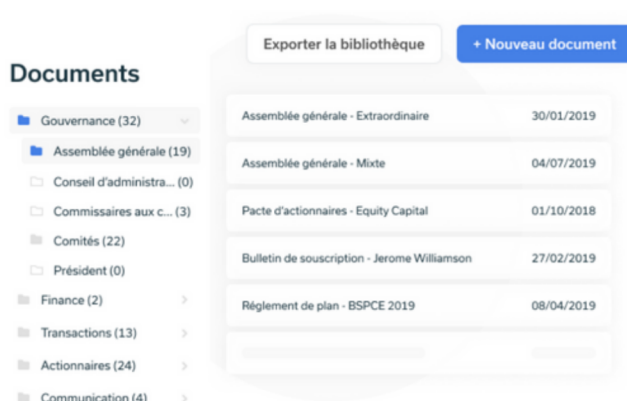 Exporter la bibliothèque
+ Nouveau document
Documents
Gouvernance (32)
Assemblée générale (19)
Conseil d'administra... (0)
Commissaires aux c... (3)
Comités (22)
Président (0)
Finance (2)
Transactions (13)
Actionnaires (24)
Communication (4)
Assemblée générale - Extraordinaire 30/01/2019
Assemblée générale - Mixte 04/07/2019
Pacte d'actionnaires - Equity Capital 01/10/2018
Bulletin de souscription - Jerome Williamson 27/02/2019
Réglement de plan - BSPCE 2019 08/04/2019